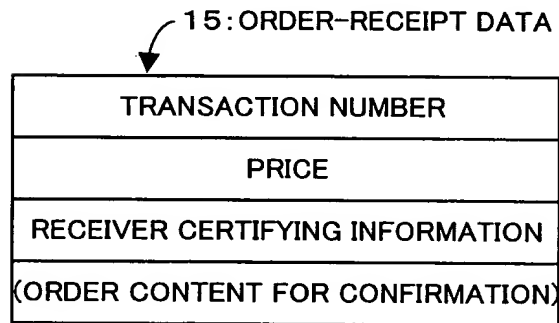 15:ORDER-RECEIPT DATA
TRANSACTION NUMBER
PRICE
RECEIVER CERTIFYING INFORMATION
(ORDER CONTENT FOR CONFIRMATION)